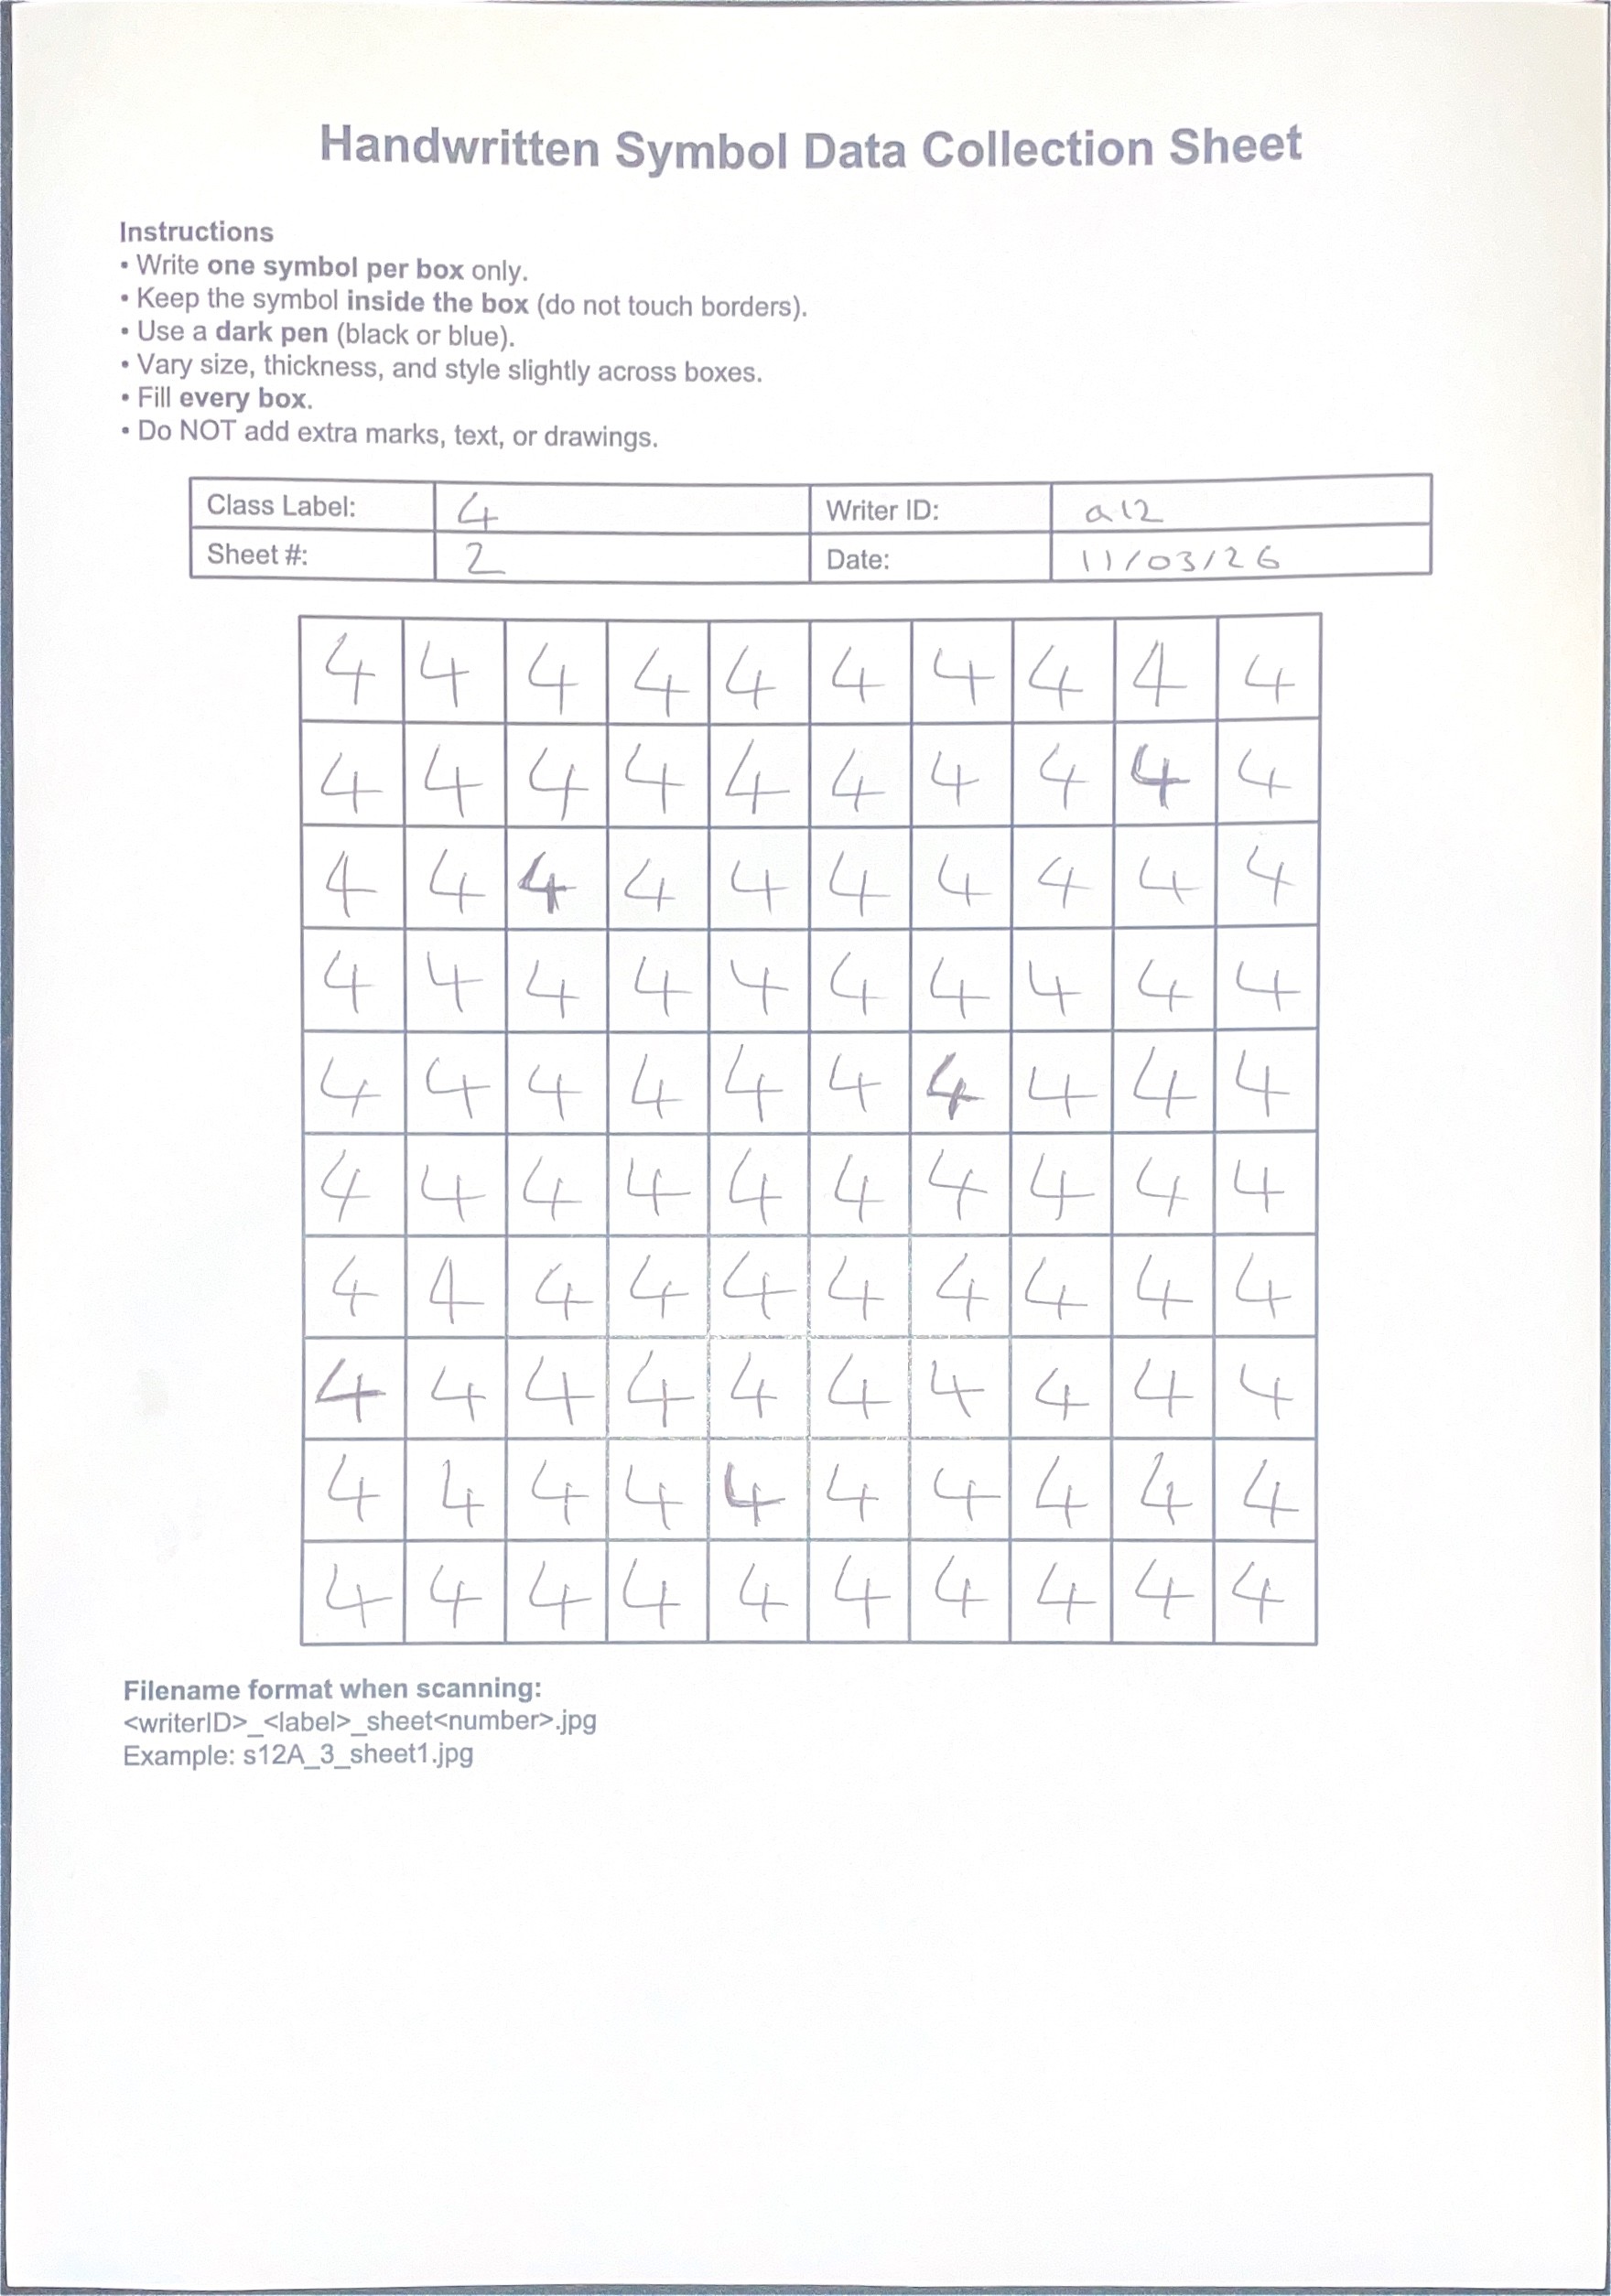 Handwritten Symbol Data Collection Sheet
Instructions
• Write one symbol per box only.
• Keep the symbol inside the box (do not touch borders).
• Use a dark pen (black or blue).
• Vary size, thickness, and style slightly across boxes.
• Fill every box.
• Do NOT add extra marks, text, or drawings.
Class Label: 4 Writer ID: a12
Sheet #: 2 Date: 11/03/26
4 4 4 4 4 4 4 4 4 4
4 4 4 4 4 4 4 4 4 4
4 4 4 4 4 4 4 4 4 4
4 4 4 4 4 4 4 4 4 4
4 4 4 4 4 4 4 4 4 4
4 4 4 4 4 4 4 4 4 4
4 4 4 4 4 4 4 4 4 4
4 4 4 4 4 4 4 4 4 4
4 4 4 4 4 4 4 4 4 4
4 4 4 4 4 4 4 4 4 4
Filename format when scanning:
<writerID>_<label>_sheet<number>.jpg
Example: s12A_3_sheet1.jpg